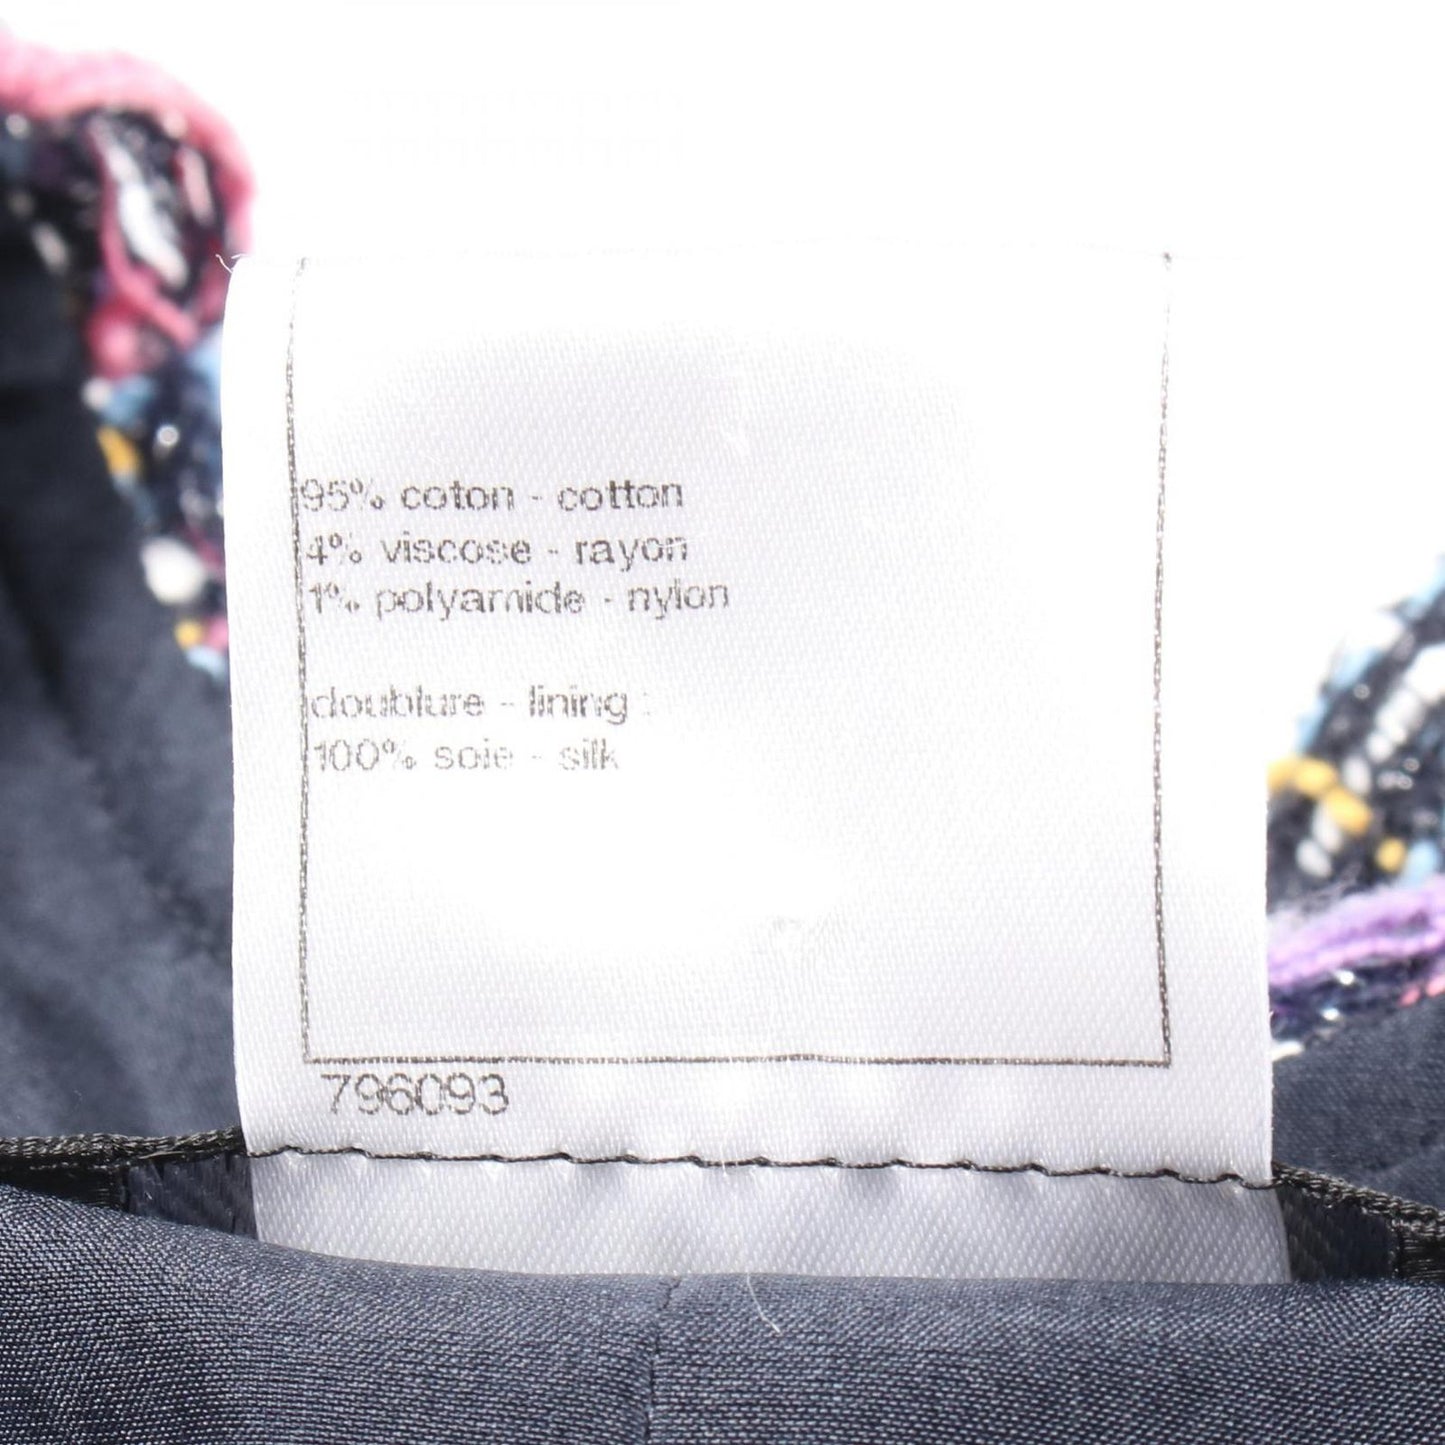 95% coton - cotton
4% viscose - rayon
1% polyamide - nylon
doublure - lining :
100% soie - silk
796093